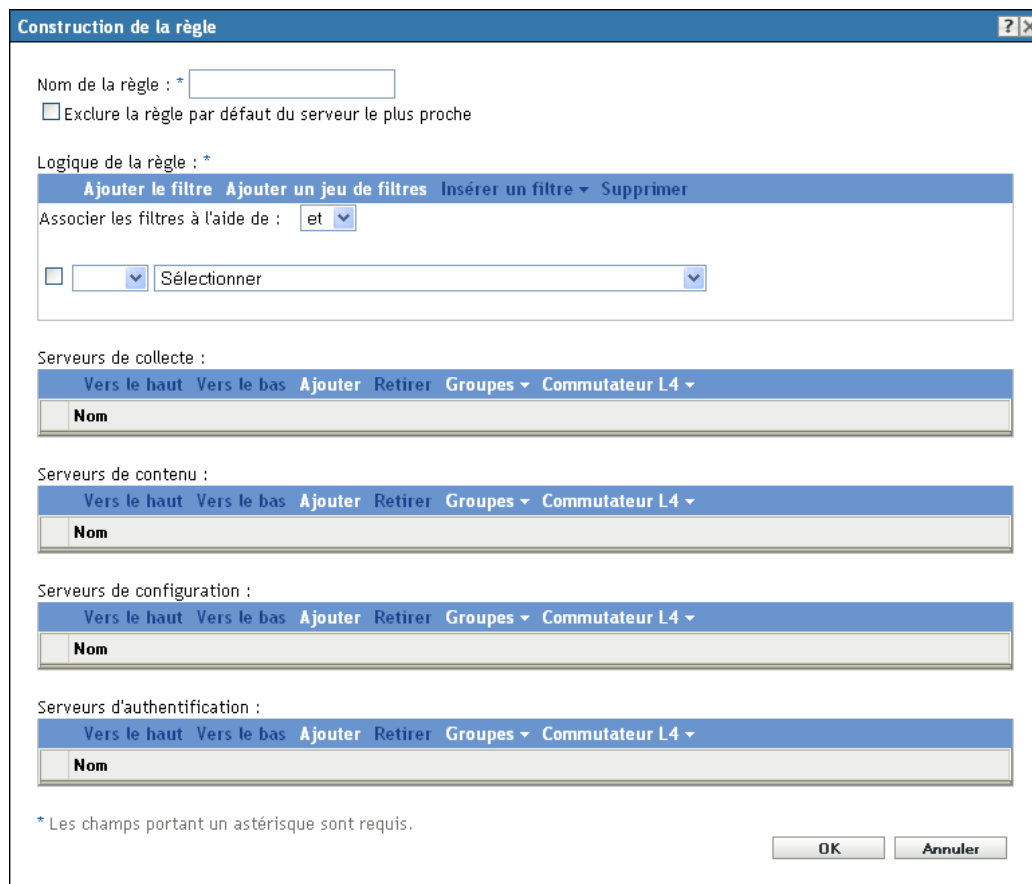 Construction de la règle
Nom de la règle : *
Exclure la règle par défaut du serveur le plus proche
Logique de la règle : *
Ajouter le filtre Ajouter un jeu de filtres Insérer un filtre Supprimer
Associer les filtres à l'aide de : et
Sélectionner
Serveurs de collecte :
Vers le haut Vers le bas Ajouter Retirer Groupes Commutateur L4
Nom
Serveurs de contenu :
Vers le haut Vers le bas Ajouter Retirer Groupes Commutateur L4
Nom
Serveurs de configuration :
Vers le haut Vers le bas Ajouter Retirer Groupes Commutateur L4
Nom
Serveurs d'authentification :
Vers le haut Vers le bas Ajouter Retirer Groupes Commutateur L4
Nom
* Les champs portant un astérisque sont requis.
OK Annuler